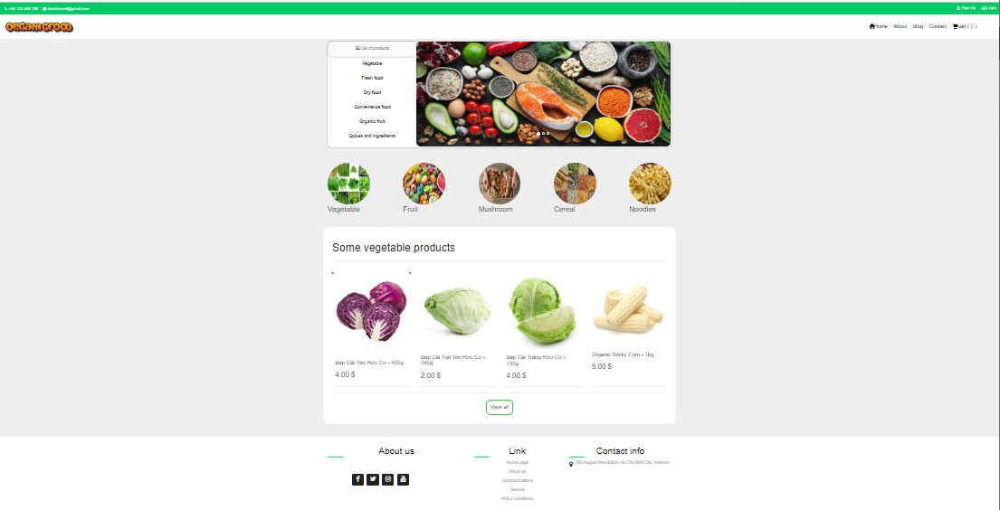 +92 123 456 789
Sign Up
Login
ORGANICFOOD
Home
About
Blog
Contact
cart ( 0 )
List of products
Vegetable
Fresh food
Dry food
Convenience food
Organic fruit
Spices and ingredients
Vegetable
Fruit
Mushroom
Cereal
Noodles
Some vegetable products
Bắp Cải Tím Hữu Cơ - 500g
4.00 $
Bắp Cải Trái Tim Hữu Cơ -
350g
2.00 $
Bắp Cải Trắng Hữu Cơ -
700g
4.00 $
Organic Sticky Corn - 1kg
5.00 $
View all
About us
Link
Home page
About us
Communications
Service
Policy conditions
Contact info
August Revolution, Ho Chi Minh City, Vietnam